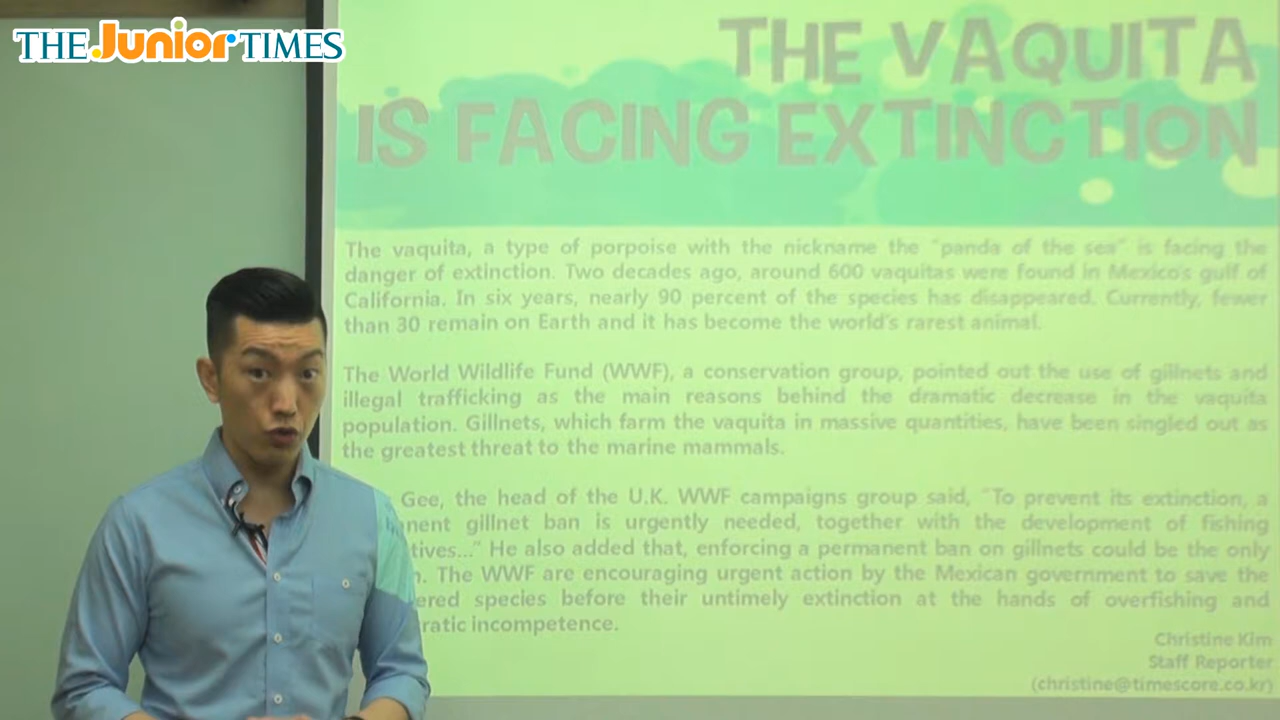 THE Junior TIMES
THE VAQUITA
IS FACING EXTINCTION
The vaquita, a type of porpoise with the nickname the "panda of the sea" is facing the
danger of extinction. Two decades ago, around 600 vaquitas were found in Mexico's gulf of
California. In six years, nearly 90 percent of the species has disappeared. Currently, fewer
than 30 remain on Earth and it has become the world's rarest animal.
The World Wildlife Fund (WWF), a conservation group, pointed out the use of gillnets and
illegal trafficking as the main reasons behind the dramatic decrease in the vaquita
population. Gillnets, which farm the vaquita in massive quantities, have been singled out as
the greatest threat to the marine mammals.
Gee, the head of the U.K. WWF campaigns group said, "To prevent its extinction, a
nent gillnet ban is urgently needed, together with the development of fishing
tives..." He also added that, enforcing a permanent ban on gillnets could be the only
. The WWF are encouraging urgent action by the Mexican government to save the
ered species before their untimely extinction at the hands of overfishing and
ratic incompetence.
Christine Kim
Staff Reporter
(christine@timescore.co.kr)